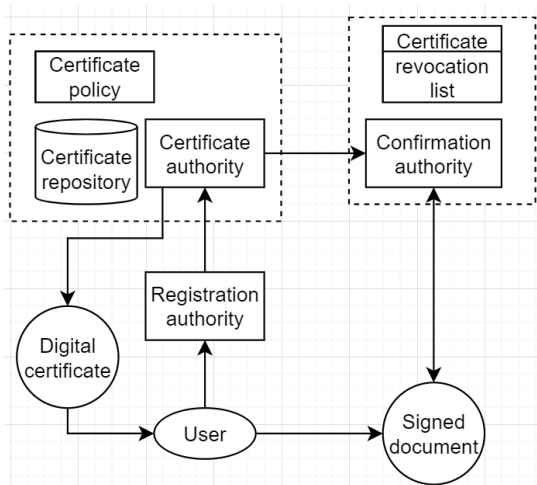 Certificate
policy
Certificate
repository
Certificate
authority
Certificate
revocation
list
Confirmation
authority
Registration
authority
Digital
certificate
User
Signed
document